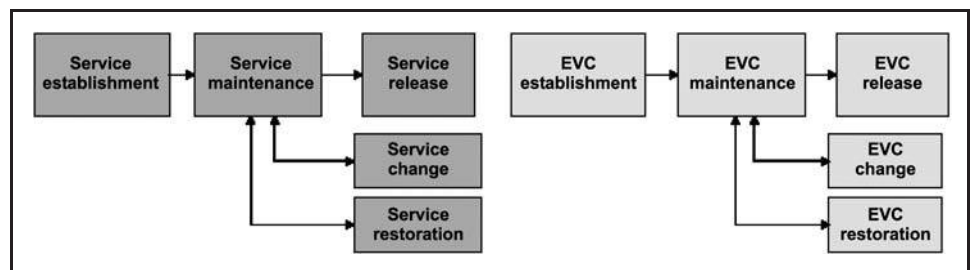 Service
establishment
Service
maintenance
Service
release
Service
change
Service
restoration
EVC
establishment
EVC
maintenance
EVC
release
EVC
change
EVC
restoration